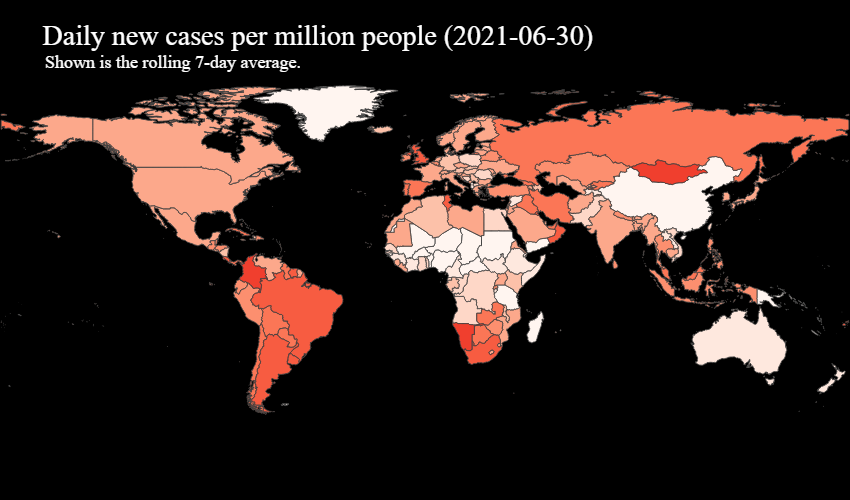 Daily new cases per million people (2021-06-30)
Shown is the rolling 7-day average.